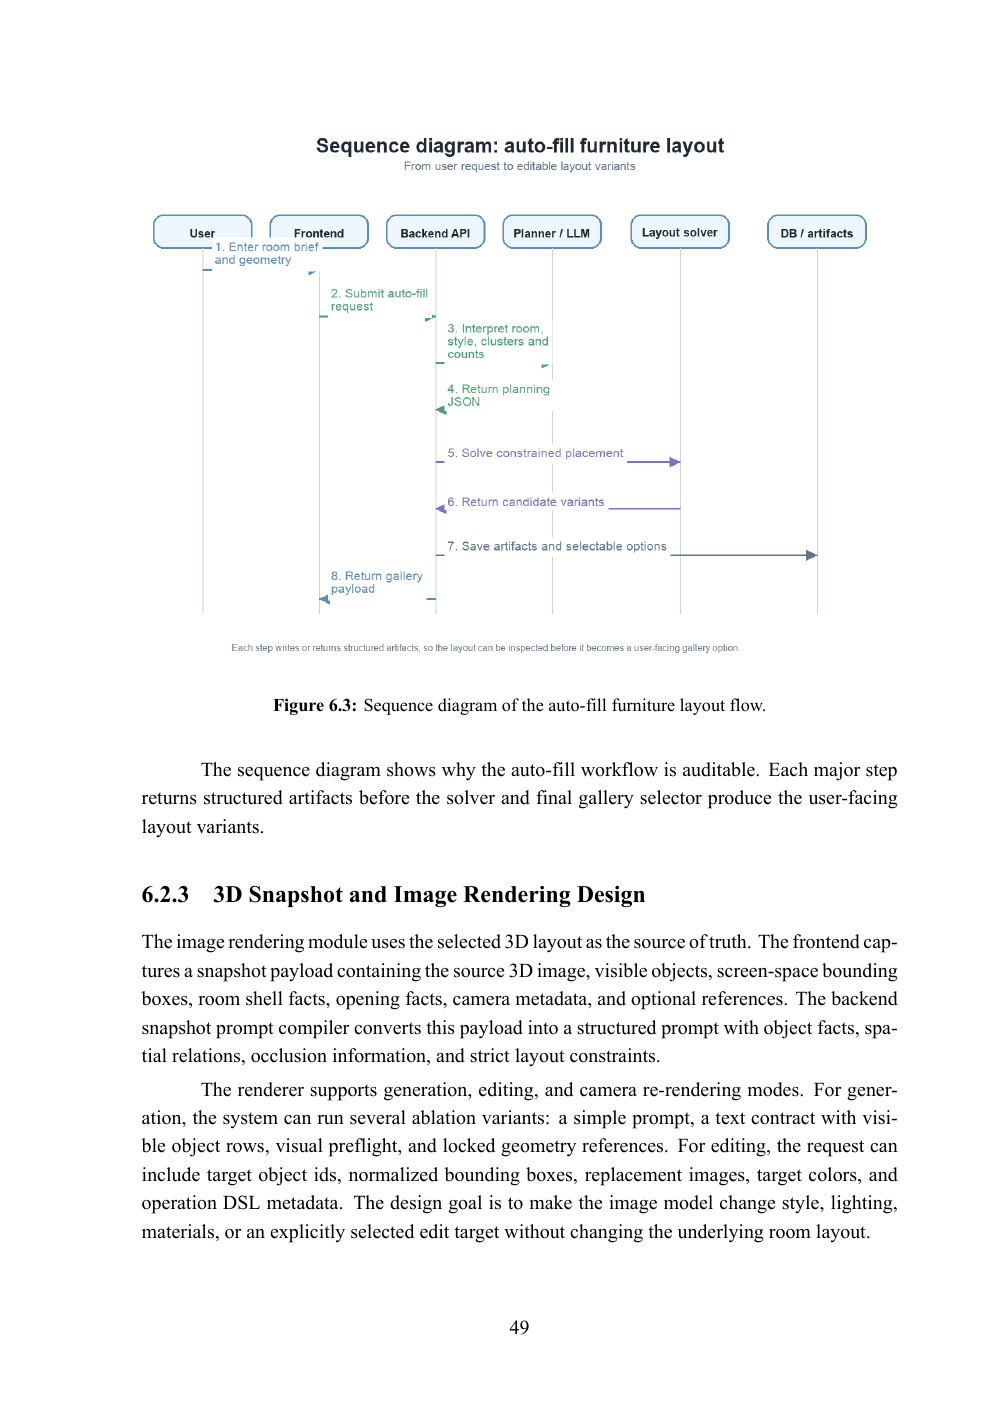 Sequence diagram: auto-fill furniture layout
From user request to editable layout variants
User
Frontend
Backend API
Planner / LLM
Layout solver
DB / artifacts
1. Enter room brief
and geometry
2. Submit auto-fill
request
3. Interpret room,
style, clusters and
counts
4. Return planning
JSON
5. Solve constrained placement
6. Return candidate variants
7. Save artifacts and selectable options
8. Return gallery
payload
Each step writes or returns structured artifacts, so the layout can be inspected before it becomes a user-facing gallery option.
Figure 6.3: Sequence diagram of the auto-fill furniture layout flow.
The sequence diagram shows why the auto-fill workflow is auditable. Each major step
returns structured artifacts before the solver and final gallery selector produce the user-facing
layout variants.
6.2.3 3D Snapshot and Image Rendering Design
The image rendering module uses the selected 3D layout as the source of truth. The frontend cap-
tures a snapshot payload containing the source 3D image, visible objects, screen-space bounding
boxes, room shell facts, opening facts, camera metadata, and optional references. The backend
snapshot prompt compiler converts this payload into a structured prompt with object facts, spa-
tial relations, occlusion information, and strict layout constraints.
The renderer supports generation, editing, and camera re-rendering modes. For gener-
ation, the system can run several ablation variants: a simple prompt, a text contract with visi-
ble object rows, visual preflight, and locked geometry references. For editing, the request can
include target object ids, normalized bounding boxes, replacement images, target colors, and
operation DSL metadata. The design goal is to make the image model change style, lighting,
materials, or an explicitly selected edit target without changing the underlying room layout.
49